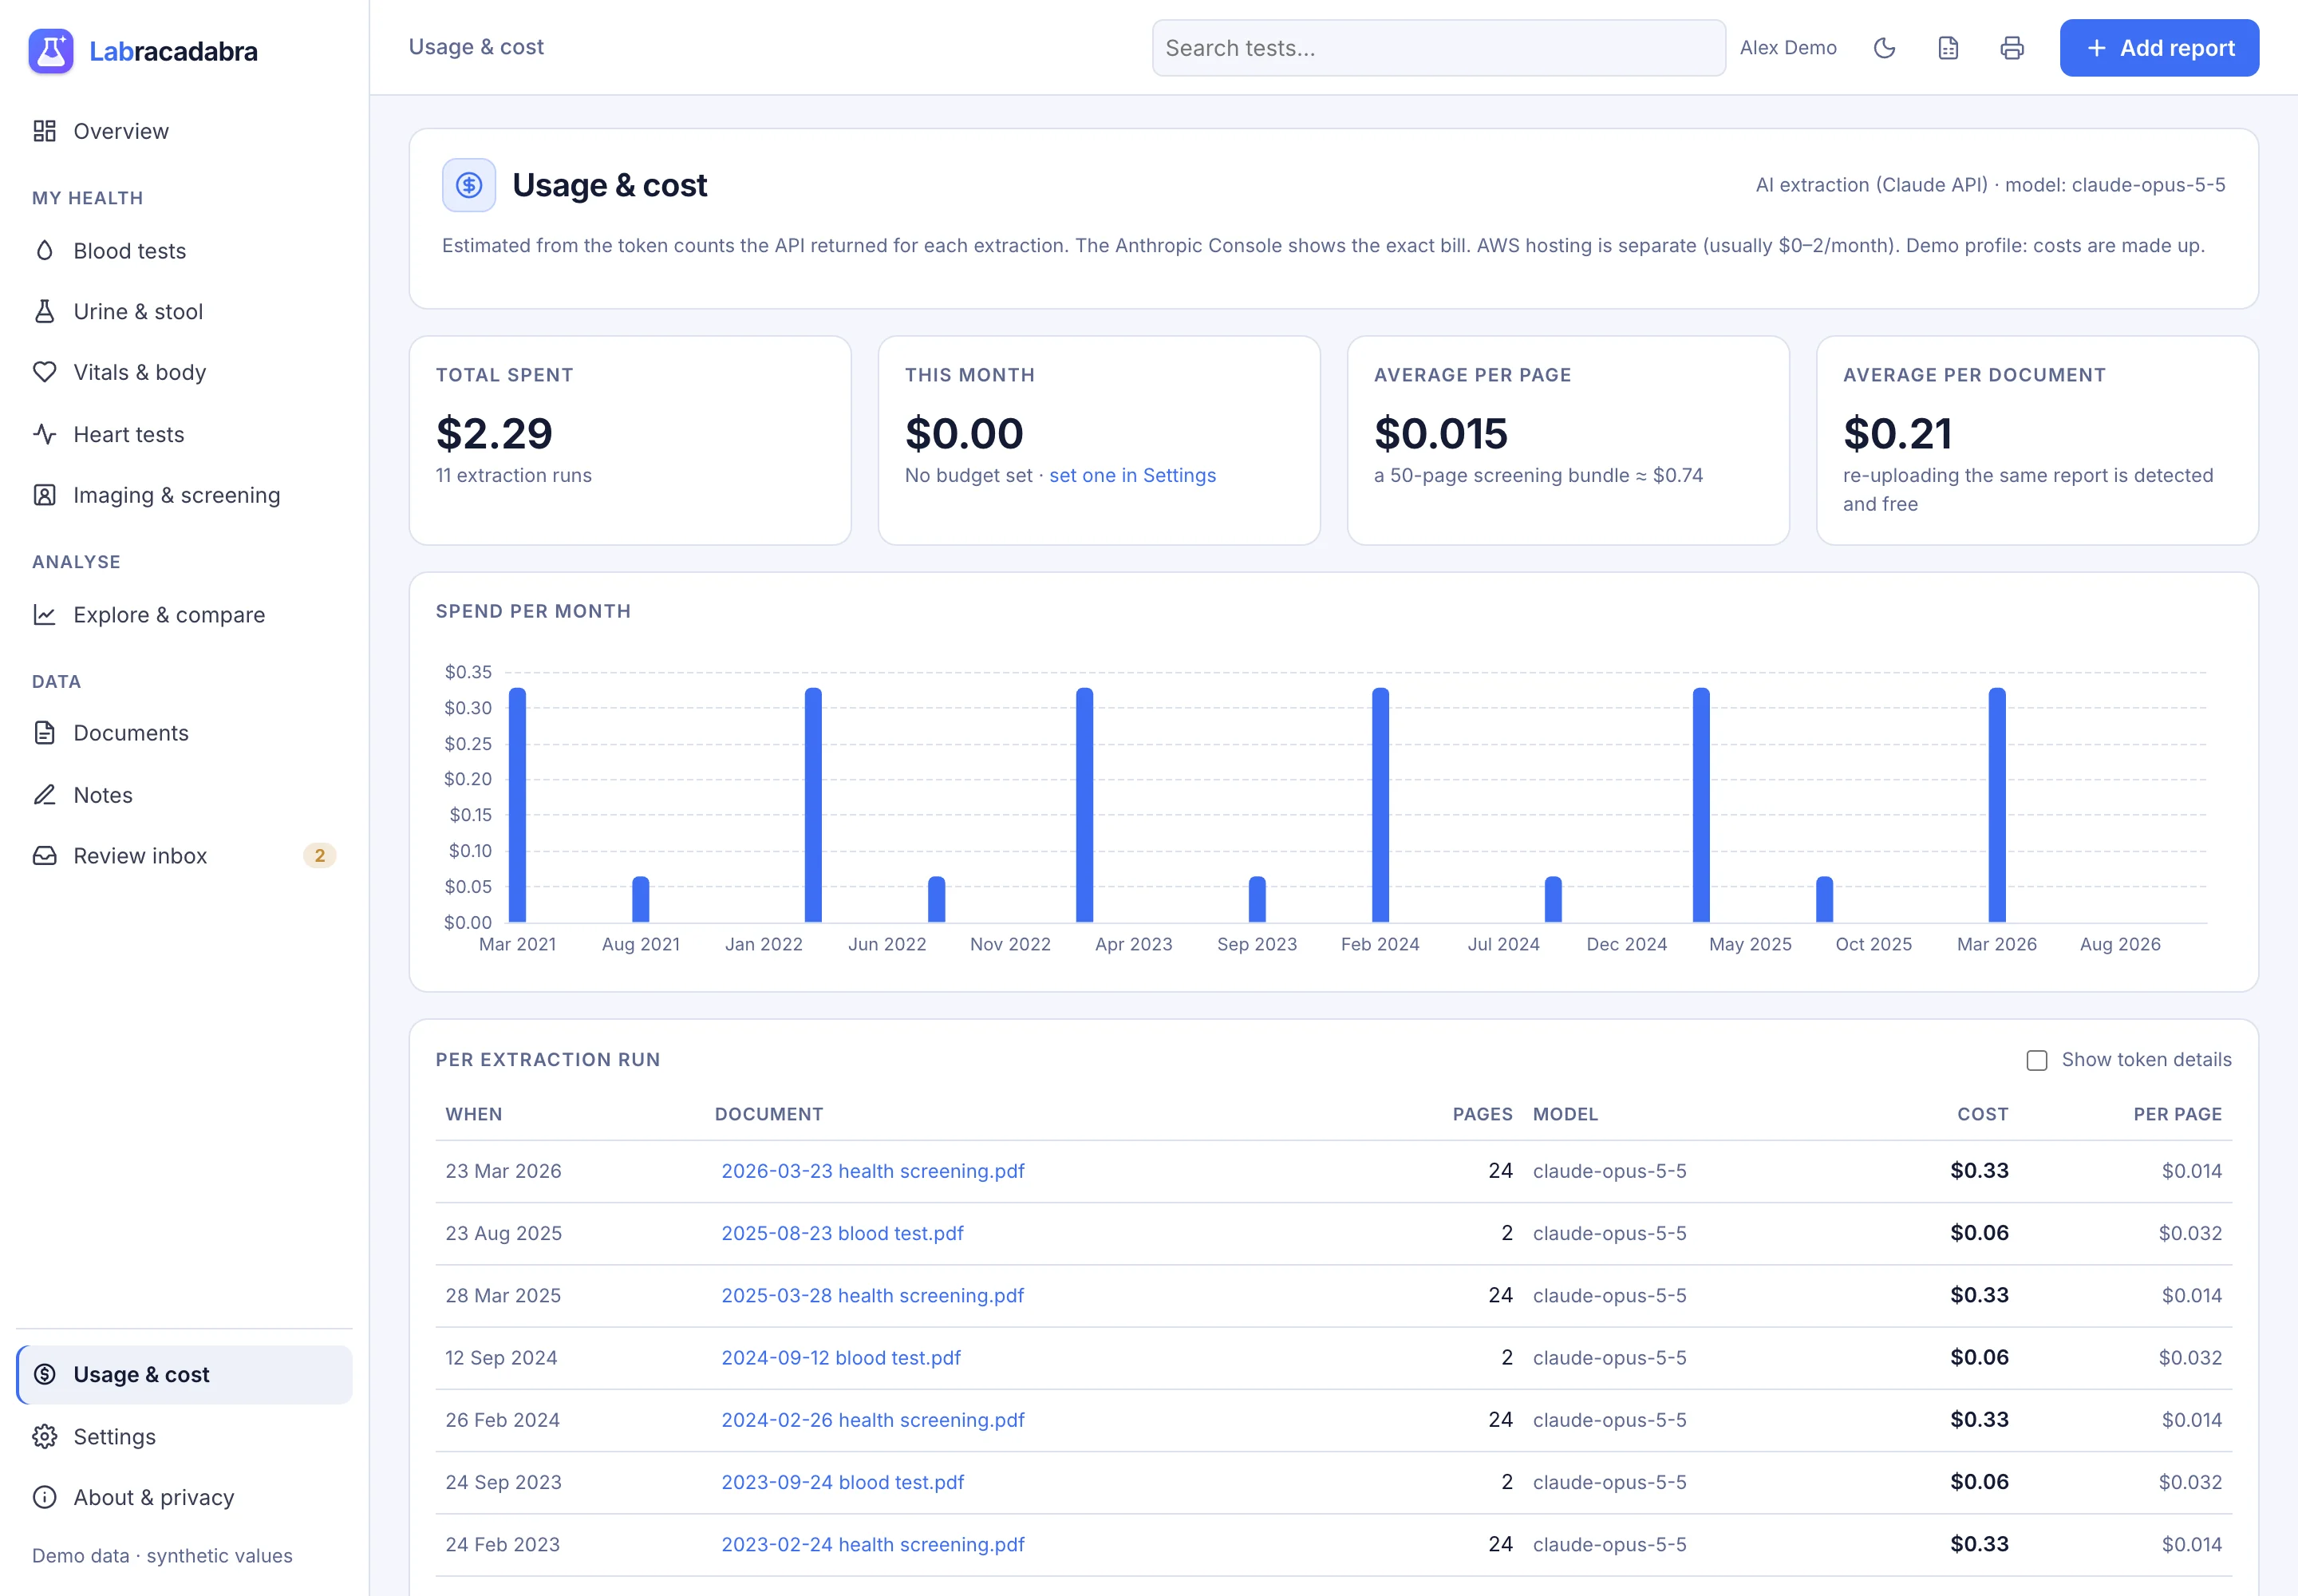 Labracadabra
Usage & cost
Search tests...
Alex Demo
Add report
Overview
MY HEALTH
Blood tests
Urine & stool
Vitals & body
Heart tests
Imaging & screening
ANALYSE
Explore & compare
DATA
Documents
Notes
Review inbox 2
Usage & cost
Settings
About & privacy
Demo data · synthetic values
Usage & cost
AI extraction (Claude API) · model: claude-opus-5-5
Estimated from the token counts the API returned for each extraction. The Anthropic Console shows the exact bill. AWS hosting is separate (usually $0–2/month). Demo profile: costs are made up.
TOTAL SPENT
$2.29
11 extraction runs
THIS MONTH
$0.00
No budget set · set one in Settings
AVERAGE PER PAGE
$0.015
a 50-page screening bundle ≈ $0.74
AVERAGE PER DOCUMENT
$0.21
re-uploading the same report is detected
and free
SPEND PER MONTH
$0.35
$0.30
$0.25
$0.20
$0.15
$0.10
$0.05
$0.00
Mar 2021 Aug 2021 Jan 2022 Jun 2022 Nov 2022 Apr 2023 Sep 2023 Feb 2024 Jul 2024 Dec 2024 May 2025 Oct 2025 Mar 2026 Aug 2026
PER EXTRACTION RUN
Show token details
WHEN DOCUMENT PAGES MODEL COST PER PAGE
23 Mar 2026 2026-03-23 health screening.pdf 24 claude-opus-5-5 $0.33 $0.014
23 Aug 2025 2025-08-23 blood test.pdf 2 claude-opus-5-5 $0.06 $0.032
28 Mar 2025 2025-03-28 health screening.pdf 24 claude-opus-5-5 $0.33 $0.014
12 Sep 2024 2024-09-12 blood test.pdf 2 claude-opus-5-5 $0.06 $0.032
26 Feb 2024 2024-02-26 health screening.pdf 24 claude-opus-5-5 $0.33 $0.014
24 Sep 2023 2023-09-24 blood test.pdf 2 claude-opus-5-5 $0.06 $0.032
24 Feb 2023 2023-02-24 health screening.pdf 24 claude-opus-5-5 $0.33 $0.014